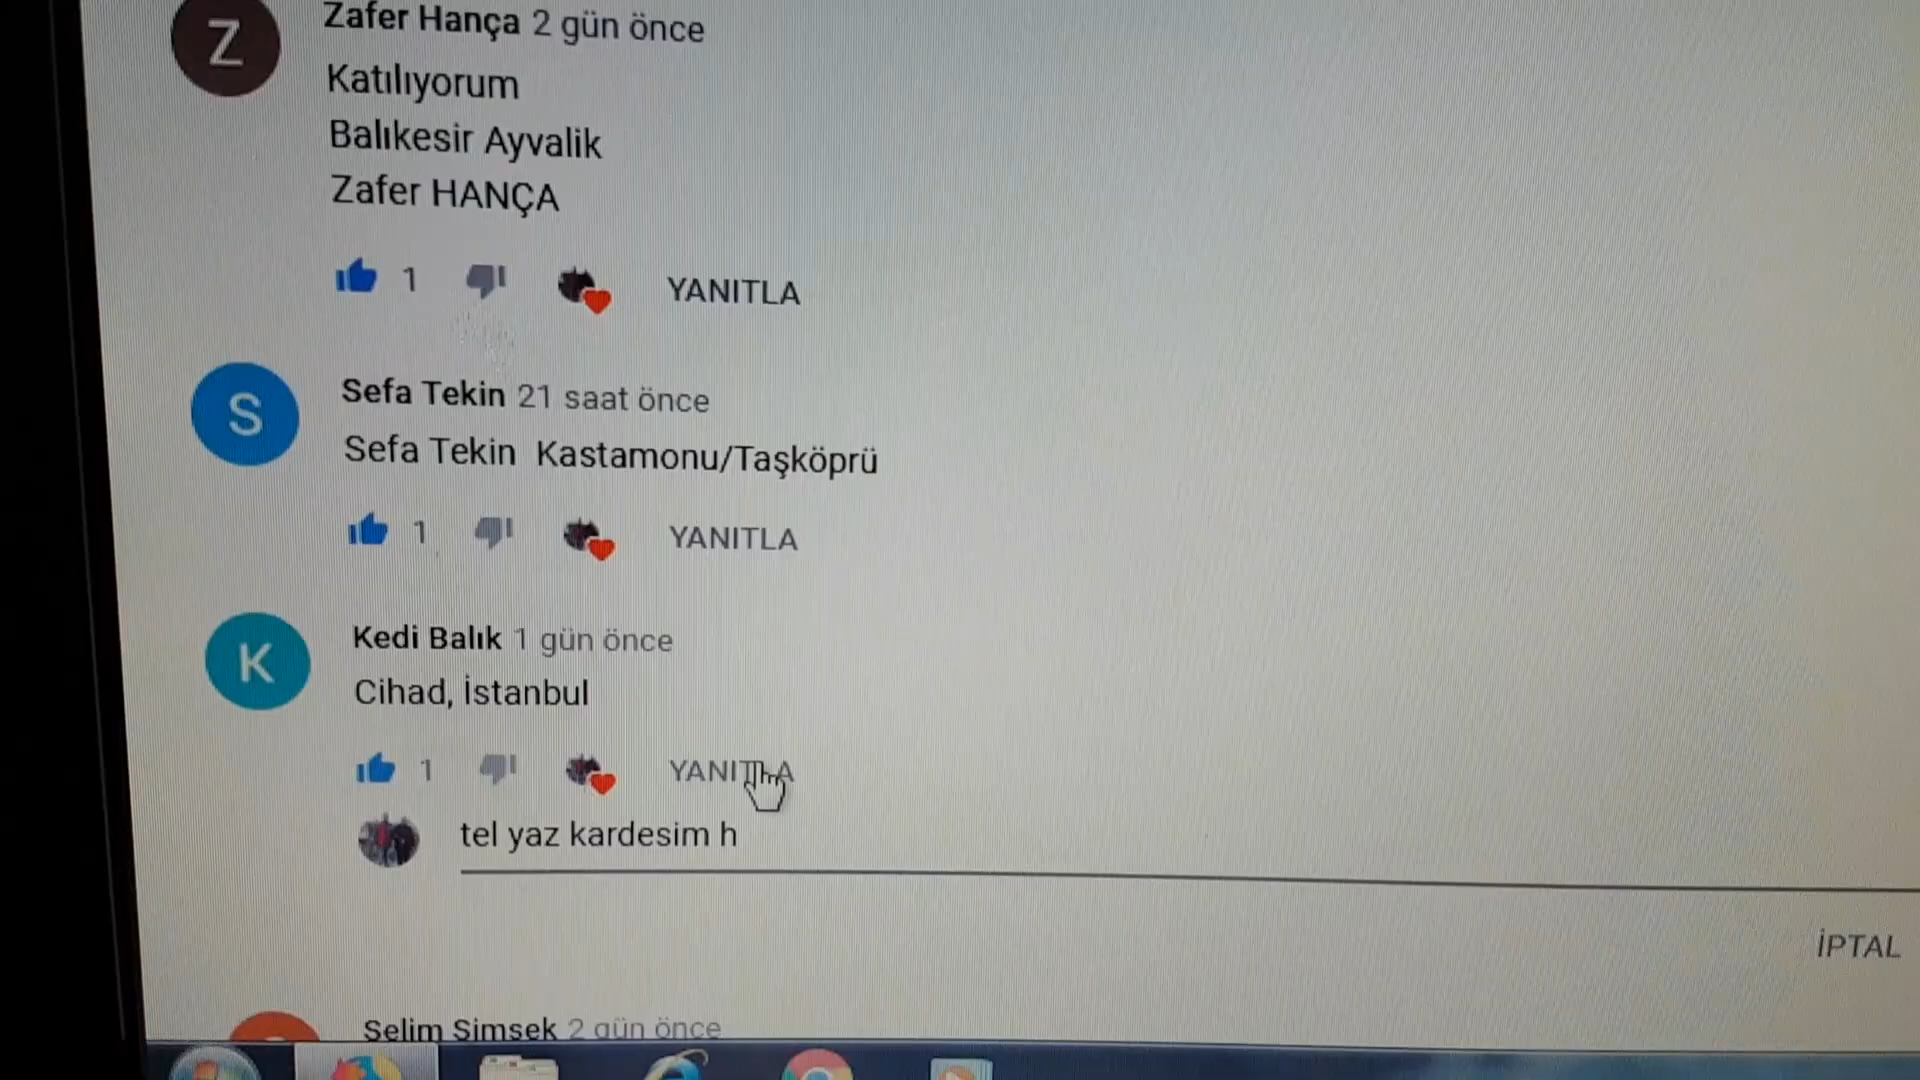 Z
Zafer Hança 2 gün önce
Katılıyorum
Balıkesir Ayvalik
Zafer HANÇA
1 YANITLA
S
Sefa Tekin 21 saat önce
Sefa Tekin Kastamonu/Taşköprü
1 YANITLA
K
Kedi Balık 1 gün önce
Cihad, İstanbul
1 YANITLA
tel yaz kardesim h
İPTAL
Selim Simsek 2 gün önce